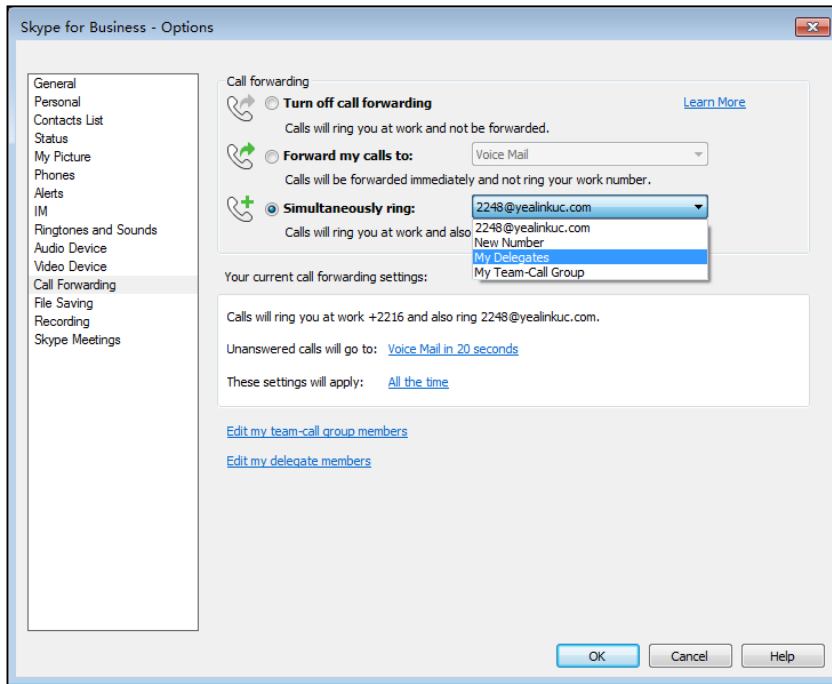 Skype for Business - Options
General
Personal
Contacts List
Status
My Picture
Phones
Alerts
IM
Ringtones and Sounds
Audio Device
Video Device
Call Forwarding
File Saving
Recording
Skype Meetings
Call forwarding
Turn off call forwarding
Learn More
Calls will ring you at work and not be forwarded.
Forward my calls to:
Voice Mail
Calls will be forwarded immediately and not ring your work number.
Simultaneously ring:
2248@yealinkuc.com
Calls will ring you at work and also
2248@yealinkuc.com
New Number
My Delegates
My Team-Call Group
Your current call forwarding settings:
Calls will ring you at work +2216 and also ring 2248@yealinkuc.com.
Unanswered calls will go to: Voice Mail in 20 seconds
These settings will apply: All the time
Edit my team-call group members
Edit my delegate members
OK
Cancel
Help